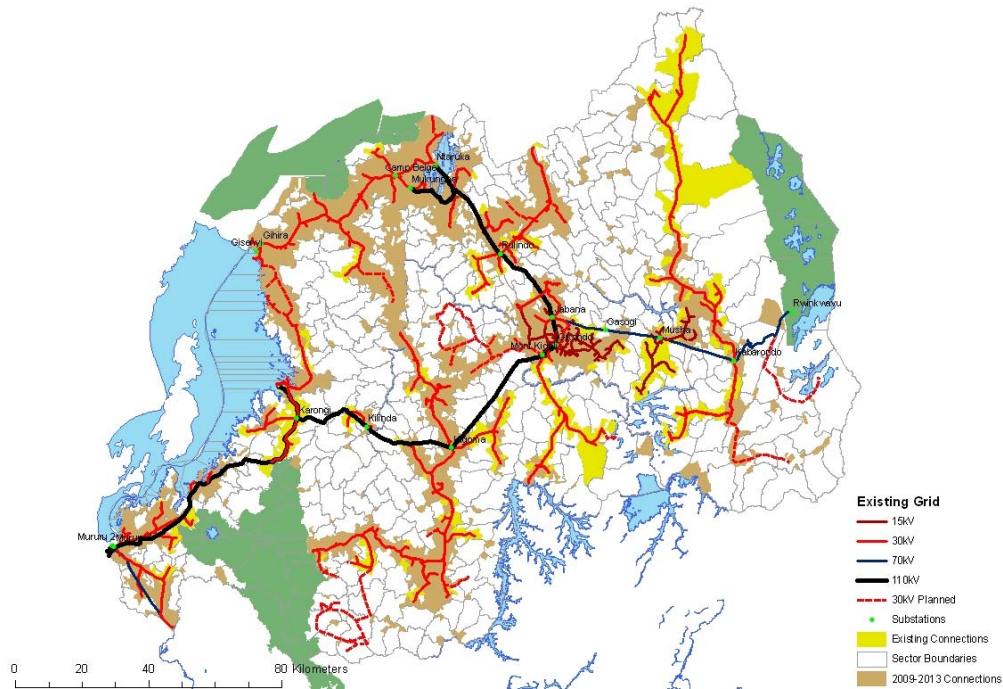 Ntaruka
Camp Belge
Mukrungwa
Gihira
Gisenyi
Rulindo
Jabana
Gasogi
Rwinkwavu
Musha
Mont Kigali
Kabarondo
Karongi
Kilinda
Kigoma
Mururu 2
Existing Grid
15kV
30kV
70kV
110kV
30kV Planned
Substations
Existing Connections
Sector Boundaries
2009-2013 Connections
0 20 40 80 Kilometers